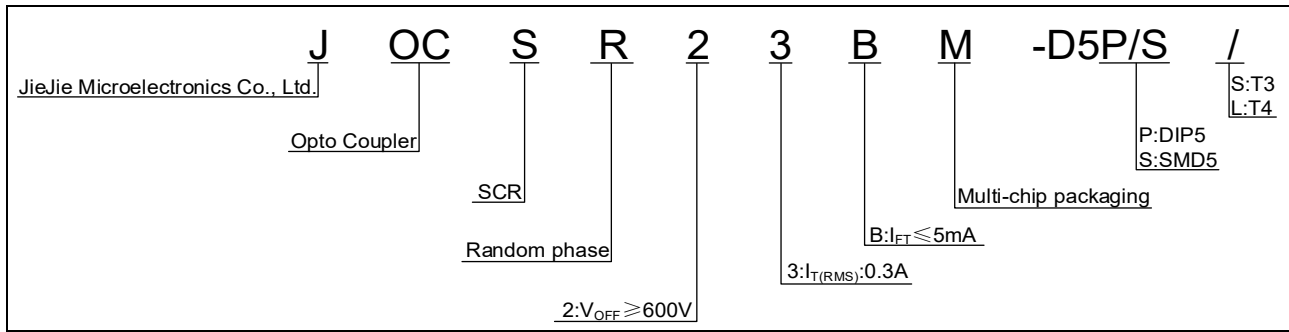 J OC S R 2 3 B M -D5P/S /
JieJie Microelectronics Co., Ltd.
S:T3
L:T4
Opto Coupler
P:DIP5
S:SMD5
SCR
Multi-chip packaging
Random phase
B:IFT≤5mA
3:IT(RMS):0.3A
2:VOFF≥600V